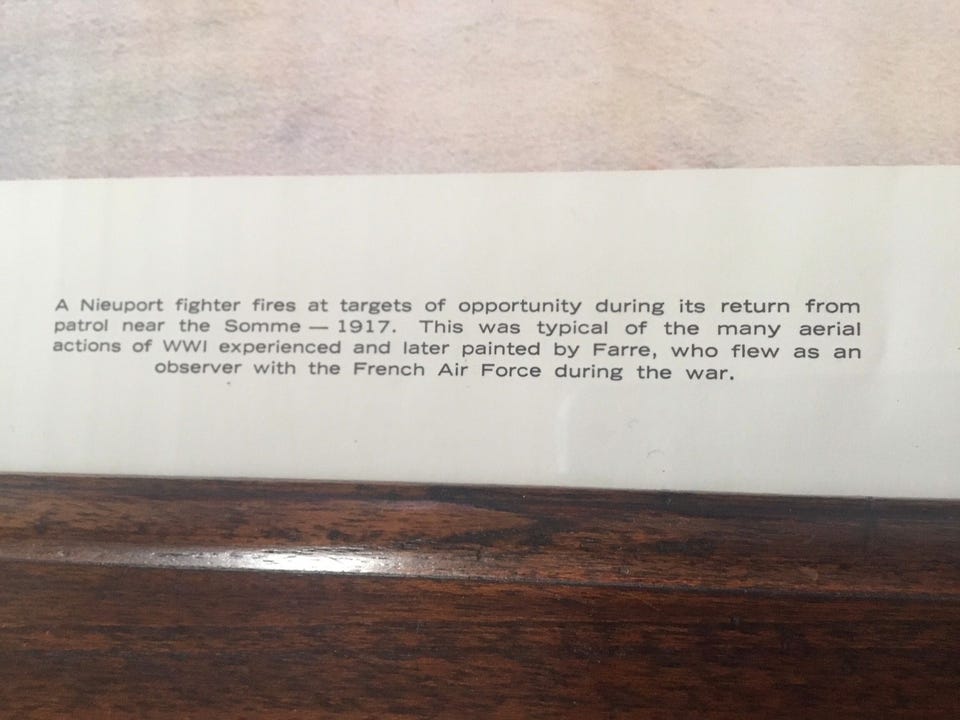 A Nieuport fighter fires at targets of opportunity during its return from
patrol near the Somme — 1917. This was typical of the many aerial
actions of WWI experienced and later painted by Farre, who flew as an
observer with the French Air Force during the war.